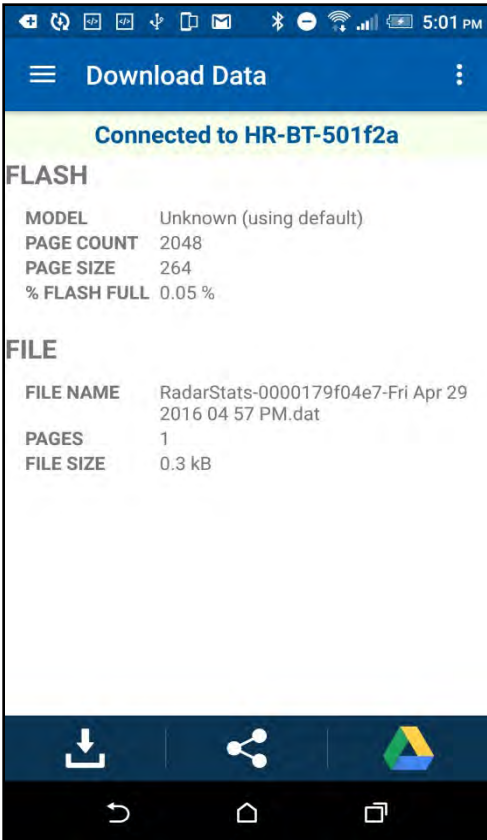 5:01 PM
Download Data
Connected to HR-BT-501f2a
FLASH
MODEL Unknown (using default)
PAGE COUNT 2048
PAGE SIZE 264
% FLASH FULL 0.05 %
FILE
FILE NAME RadarStats-0000179f04e7-Fri Apr 29
2016 04 57 PM.dat
PAGES 1
FILE SIZE 0.3 kB